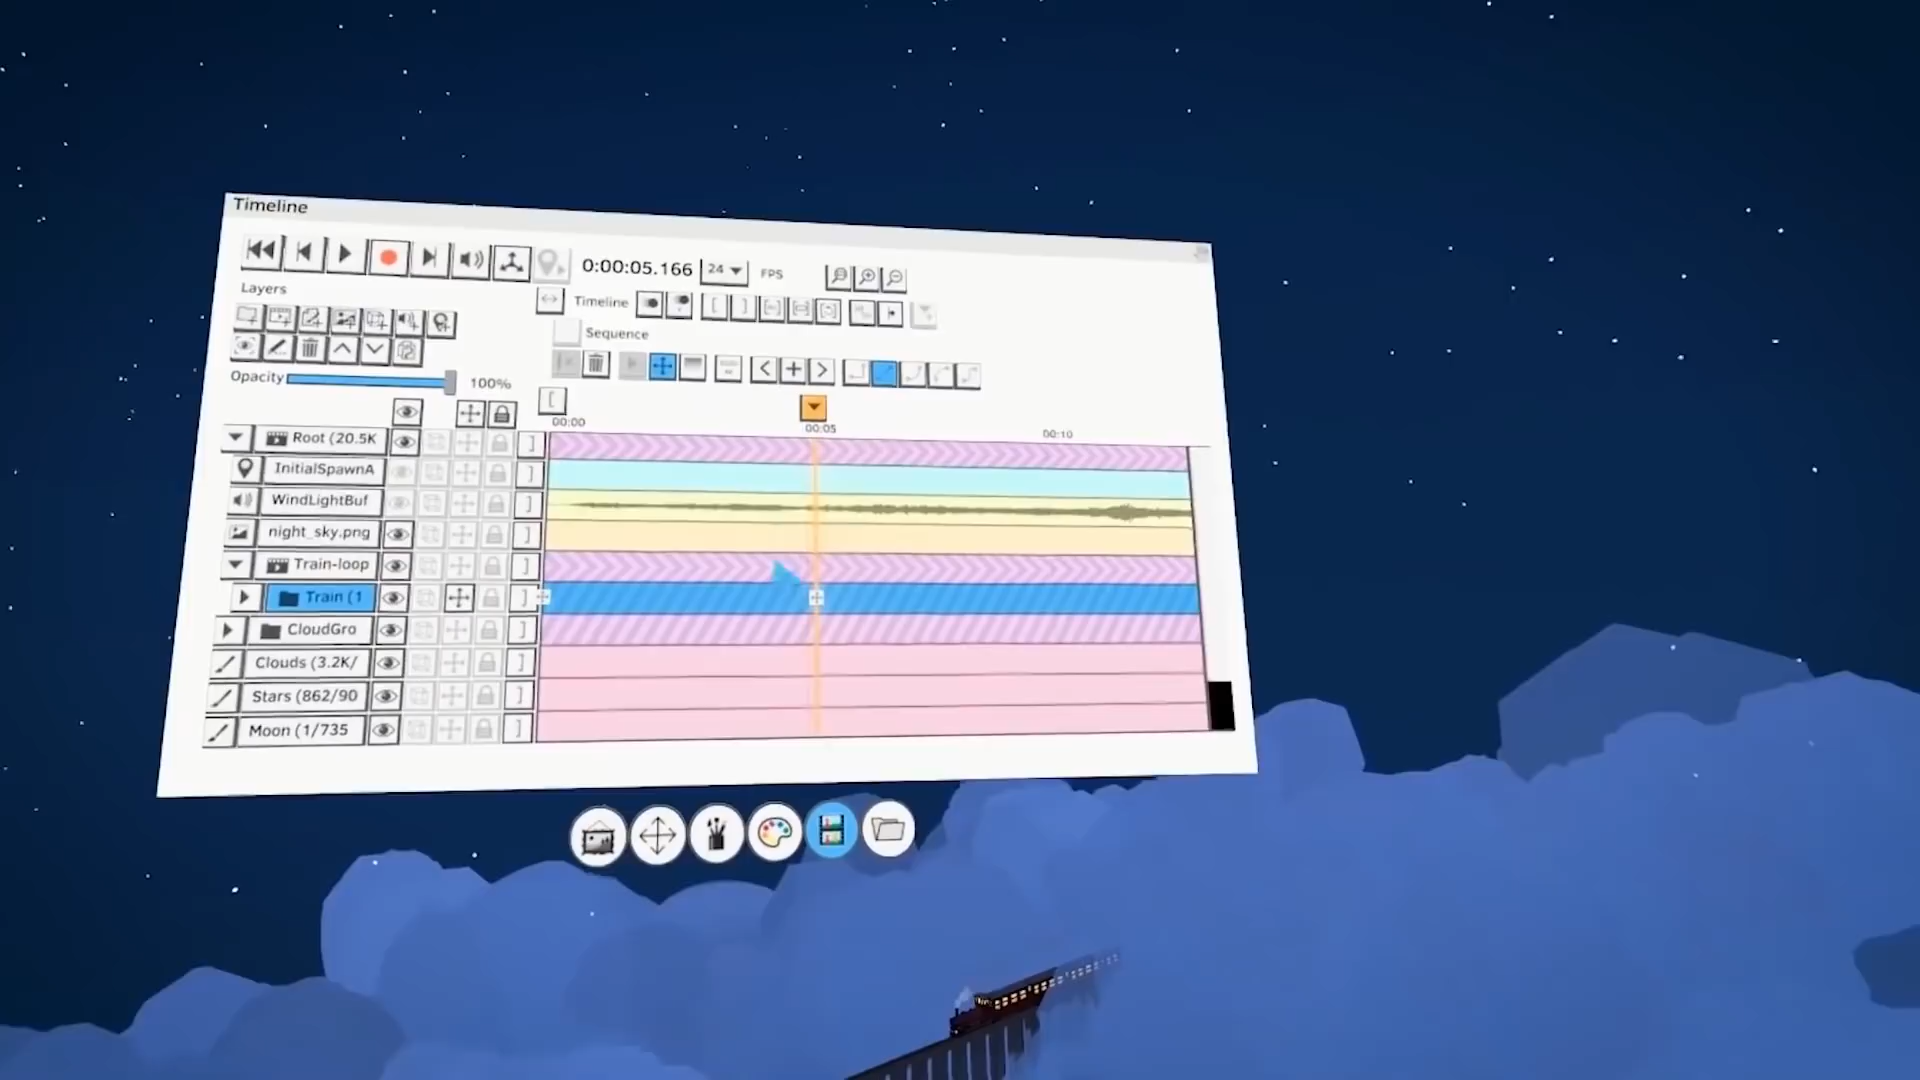 Timeline
0:00:05.166 24 FPS
Layers
Timeline
Sequence
Opacity 100%
00:00 00:05 00:10
Root (20.5K
InitialSpawnA
WindLightBuf
night_sky.png
Train-loop
Train (1
CloudGro
Clouds (3.2K/
Stars (862/90
Moon (1/735